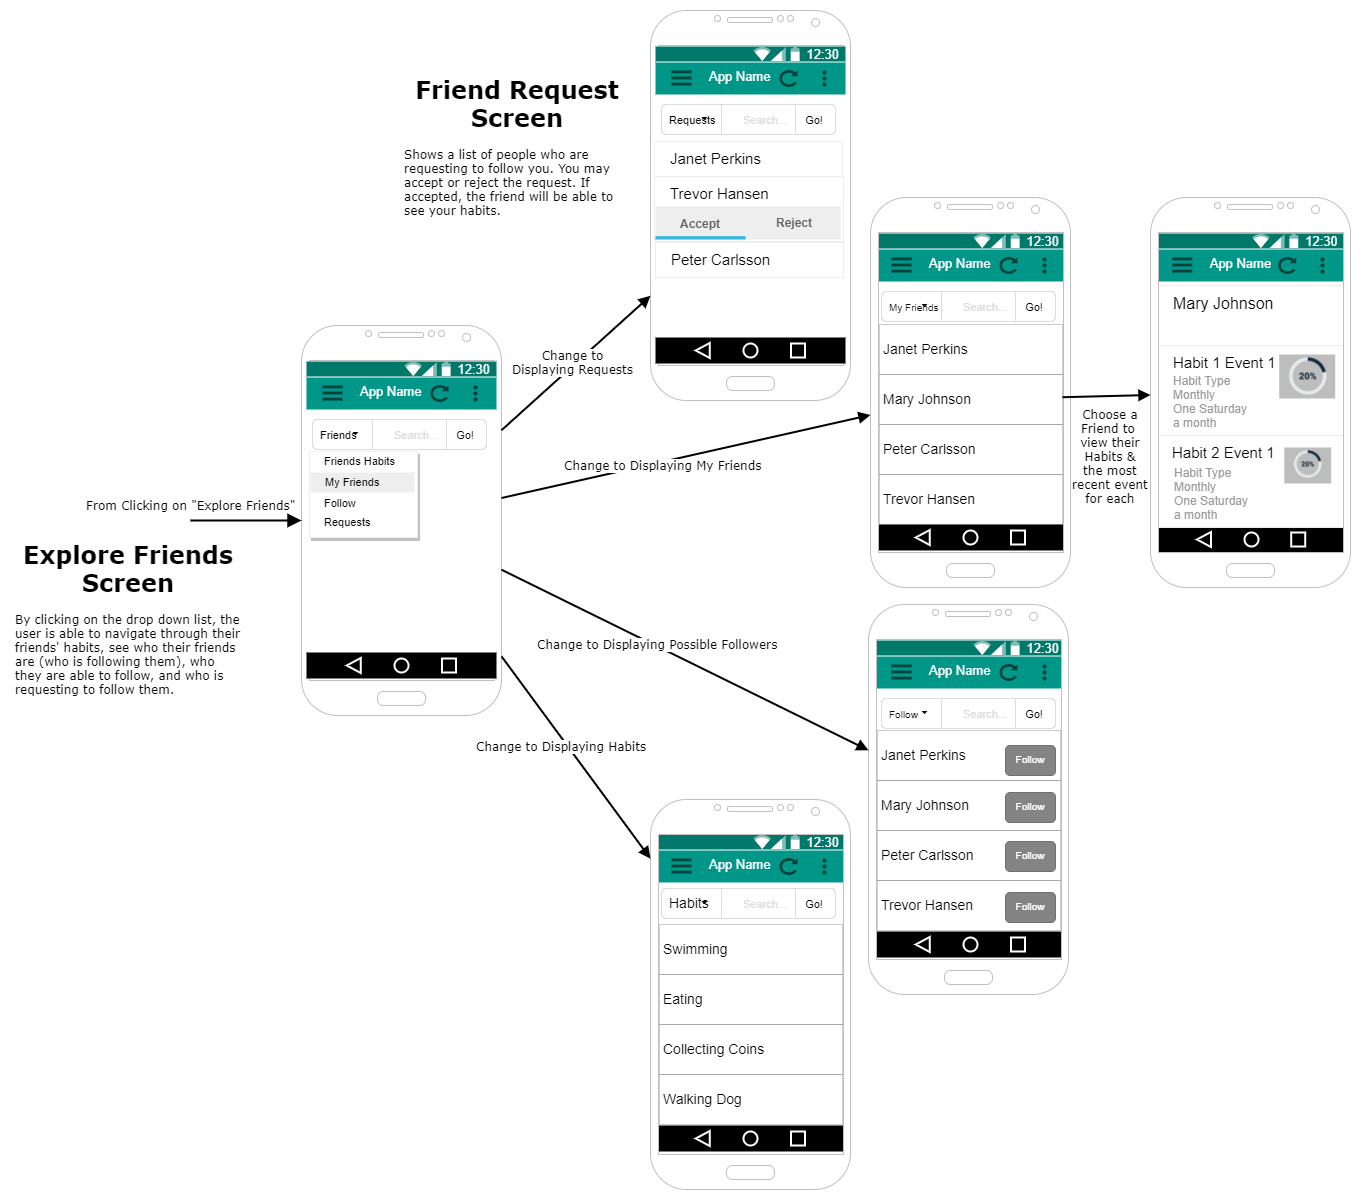 Friend Request
Screen
Shows a list of people who are
requesting to follow you. You may
accept or reject the request. If
accepted, the friend will be able to
see your habits.
12:30
App Name
Requests
Search...
Go!
Janet Perkins
Trevor Hansen
Accept
Reject
Peter Carlsson
From Clicking on "Explore Friends"
Explore Friends
Screen
By clicking on the drop down list, the
user is able to navigate through their
friends' habits, see who their friends
are (who is following them), who
they are able to follow, and who is
requesting to follow them.
12:30
App Name
Friends
Search...
Go!
Friends Habits
My Friends
Follow
Requests
Change to
Displaying Requests
Change to Displaying My Friends
Change to Displaying Possible Followers
Change to Displaying Habits
12:30
App Name
My Friends
Search...
Go!
Janet Perkins
Mary Johnson
Peter Carlsson
Trevor Hansen
Choose a
Friend to
view their
Habits &
the most
recent event
for each
12:30
App Name
Mary Johnson
Habit 1 Event 1
Habit Type
Monthly
One Saturday
a month
20%
Habit 2 Event 1
Habit Type
Monthly
One Saturday
a month
20%
12:30
App Name
Follow
Search...
Go!
Janet Perkins
Follow
Mary Johnson
Follow
Peter Carlsson
Follow
Trevor Hansen
Follow
12:30
App Name
Habits
Search...
Go!
Swimming
Eating
Collecting Coins
Walking Dog